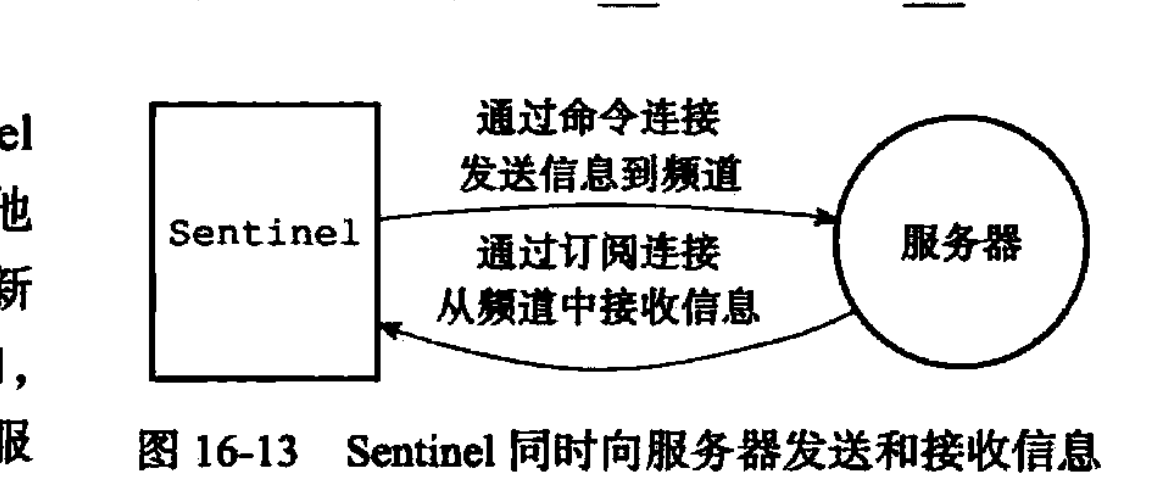 el
他
新
，
服
通过命令连接
发送信息到频道
Sentinel
服务器
通过订阅连接
从频道中接收信息
图 16-13 Sentinel 同时向服务器发送和接收信息